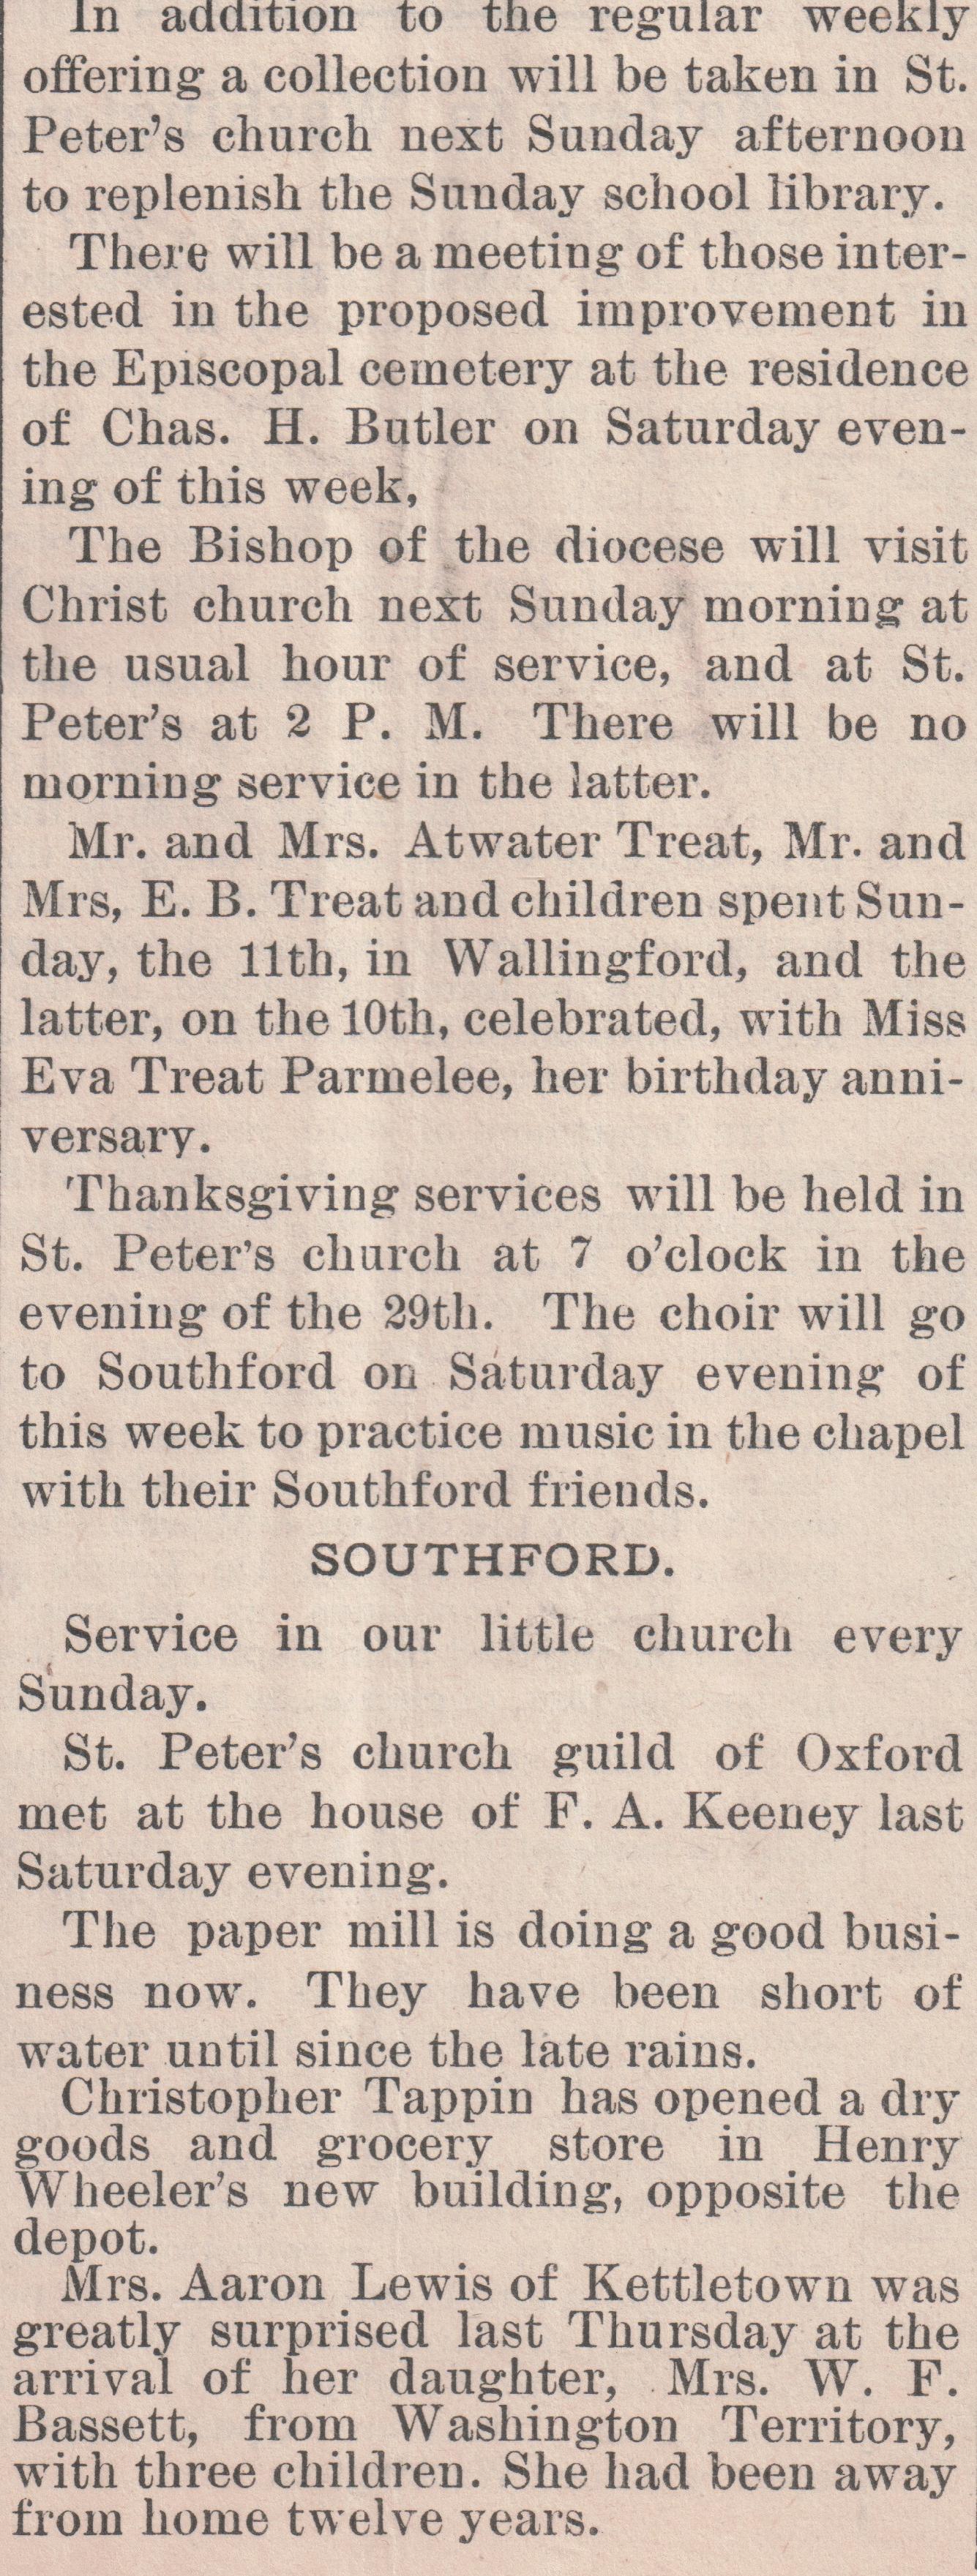 In addition to the regular weekly
offering a collection will be taken in St.
Peter's church next Sunday afternoon
to replenish the Sunday school library.
There will be a meeting of those inter-
ested in the proposed improvement in
the Episcopal cemetery at the residence
of Chas. H. Butler on Saturday even-
ing of this week,
The Bishop of the diocese will visit
Christ church next Sunday morning at
the usual hour of service, and at St.
Peter's at 2 P. M. There will be no
morning service in the latter.
Mr. and Mrs. Atwater Treat, Mr. and
Mrs, E. B. Treat and children spent Sun-
day, the 11th, in Wallingford, and the
latter, on the 10th, celebrated, with Miss
Eva Treat Parmelee, her birthday anni-
versary.
Thanksgiving services will be held in
St. Peter's church at 7 o'clock in the
evening of the 29th. The choir will go
to Southford on Saturday evening of
this week to practice music in the chapel
with their Southford friends.
SOUTHFORD.
Service in our little church every
Sunday.
St. Peter's church guild of Oxford
met at the house of F. A. Keeney last
Saturday evening.
The paper mill is doing a good busi-
ness now. They have been short of
water until since the late rains.
Christopher Tappin has opened a dry
goods and grocery store in Henry
Wheeler's new building, opposite the
depot.
Mrs. Aaron Lewis of Kettletown was
greatly surprised last Thursday at the
arrival of her daughter, Mrs. W. F.
Bassett, from Washington Territory,
with three children. She had been away
from home twelve years.